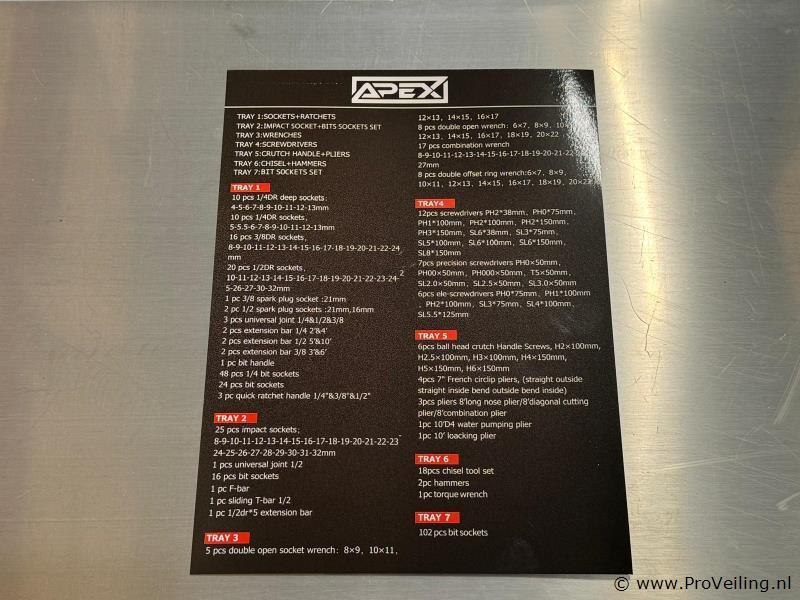 APEX
TRAY 1:SOCKETS+RATCHETS
TRAY 2:IMPACT SOCKET+BITS SOCKETS SET
TRAY 3:WRENCHES
TRAY 4:SCREWDRIVERS
TRAY 5:CRUTCH HANDLE+PLIERS
TRAY 6:CHISEL+HAMMERS
TRAY 7:BIT SOCKETS SET
TRAY 1
10 pcs 1/4DR deep sockets:
4-5-6-7-8-9-10-11-12-13mm
10 pcs 1/4DR sockets,
5-5.5-6-7-8-9-10-11-12-13mm
16 pcs 3/8DR sockets:
8-9-10-11-12-13-14-15-16-17-18-19-20-21-22-24
mm
20 pcs 1/2DR sockets,
10-11-12-13-14-15-16-17-18-19-20-21-22-23-24-2
5-26-27-30-32mm
1 pc 3/8 spark plug socket :21mm
2 pc 1/2 spark plug sockets :21mm,16mm
3 pcs universal joint 1/4&1/2&3/8
2 pcs extension bar 1/4 2'&4'
2 pcs extension bar 1/2 5'&10'
2 pcs extension bar 3/8 3'&6'
1 pc bit handle
48 pcs 1/4 bit sockets
24 pcs bit sockets
3 pc quick ratchet handle 1/4"&3/8"&1/2"
TRAY 2
25 pcs impact sockets:
8-9-10-11-12-13-14-15-16-17-18-19-20-21-22-23-
24-25-26-27-28-29-30-31-32mm
1 pcs universal joint 1/2
16 pcs bit sockets
1 pc F-bar
1 pc sliding T-bar 1/2
1 pc 1/2dr*5 extension bar
TRAY 3
5 pcs double open socket wrench: 8×9, 10×11,
12×13, 14×15, 16×17
8 pcs double open wrench: 6×7, 8×9,
12×13, 14×15, 16×17, 18×19, 20×22
17 pcs combination wrench
8-9-10-11-12-13-14-15-16-17-18-19-20-21-22-
27mm
8 pcs double offset ring wrench:6×7, 8×9,
10×11, 12×13, 14×15, 16×17, 18×19, 20×22
TRAY4
12pcs screwdrivers PH2*38mm, PH0*75mm,
PH1*100mm, PH2*100mm, PH2*150mm,
PH3*150mm, SL6*38mm, SL3*75mm,
SL5*100mm, SL6*100mm, SL6*150mm,
SL8*150mm
7pcs precision screwdrivers PH0×50mm,
PH00×50mm, PH000×50mm, T5×50mm,
SL2.0×50mm, SL2.5×50mm, SL3.0×50mm
6pcs ele-screwdrivers PH0*75mm, PH1*100mm
, PH2*100mm, SL3*75mm, SL4*100mm,
SL5.5*125mm
TRAY 5
6pcs ball head crutch Handle Screws, H2×100mm,
H2.5×100mm, H3×100mm, H4×150mm,
H5×150mm, H6×150mm
4pcs 7" French circlip pliers, (straight outside
straight inside bend outside bend inside)
3pcs pliers 8'long nose plier/8'diagonal cutting
plier/8'combination plier
1pc 10'D4 water pumping plier
1pc 10' loacking plier
TRAY 6
18pcs chisel tool set
2pc hammers
1pc torque wrench
TRAY 7
102 pcs bit sockets
© www.ProVeiling.nl